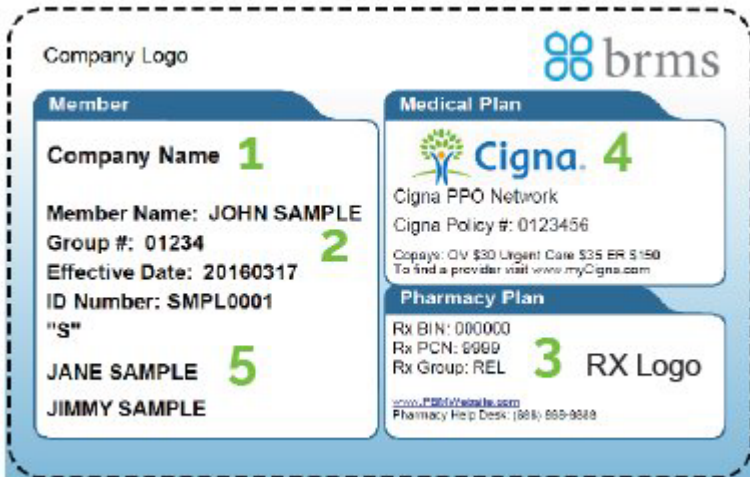 Company Logo
brms
Member
Company Name 1
Member Name: JOHN SAMPLE
Group #: 01234
2
Effective Date: 20160317
ID Number: SMPL0001
"S"
JANE SAMPLE 5
JIMMY SAMPLE
Medical Plan
Cigna. 4
Cigna PPO Network
Cigna Policy #: 0123456
Copays: OV $30 Urgent Care $35 ER $150
To find a provider visit www.myCigna.com
Pharmacy Plan
Rx BIN: 000000
Rx PCN: 9999
Rx Group: REL
3 RX Logo
www.PBMWebsite.com
Pharmacy Help Desk: